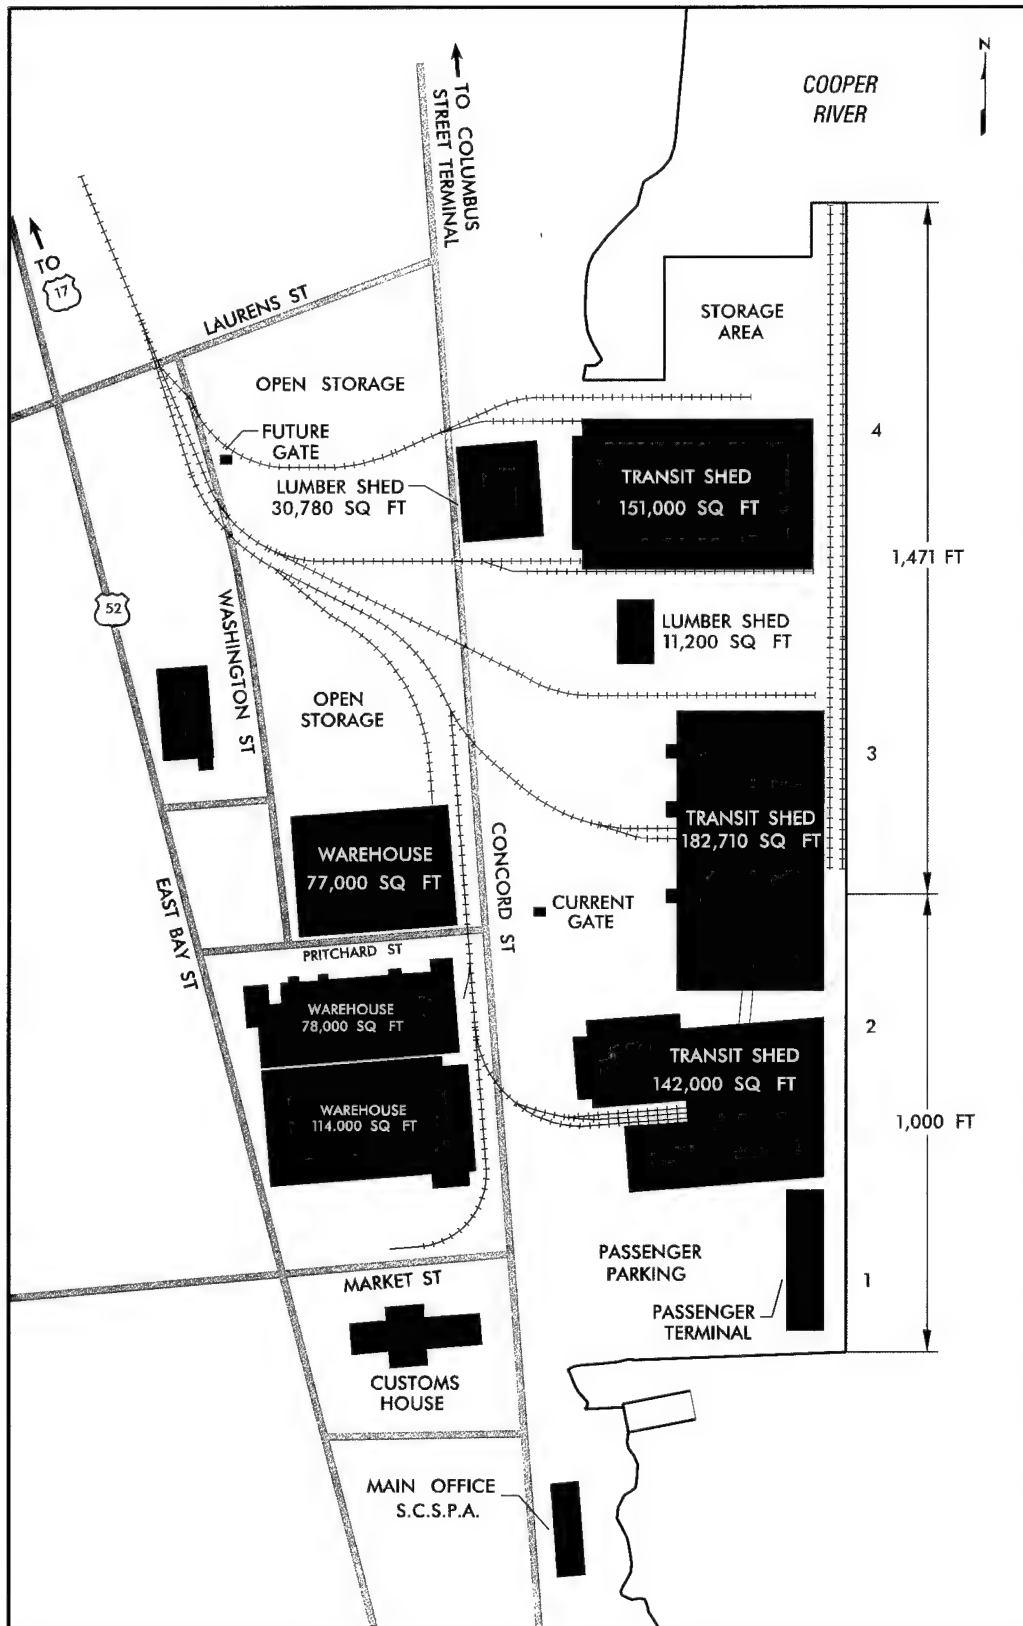 N
COOPER
RIVER
TO COLUMBUS
STREET TERMINAL
TO
17
LAURENS ST
STORAGE
AREA
OPEN STORAGE
4
FUTURE
GATE
LUMBER SHED
30,780 SQ FT
TRANSIT SHED
151,000 SQ FT
1,471 FT
52
WASHINGTON ST
LUMBER SHED
11,200 SQ FT
OPEN
STORAGE
3
TRANSIT SHED
182,710 SQ FT
WAREHOUSE
77,000 SQ FT
CONCORD ST
EAST BAY ST
CURRENT
GATE
PRITCHARD ST
WAREHOUSE
78,000 SQ FT
2
TRANSIT SHED
142,000 SQ FT
WAREHOUSE
114.000 SQ FT
1,000 FT
PASSENGER
PARKING
MARKET ST
1
PASSENGER
TERMINAL
CUSTOMS
HOUSE
MAIN OFFICE
S.C.S.P.A.